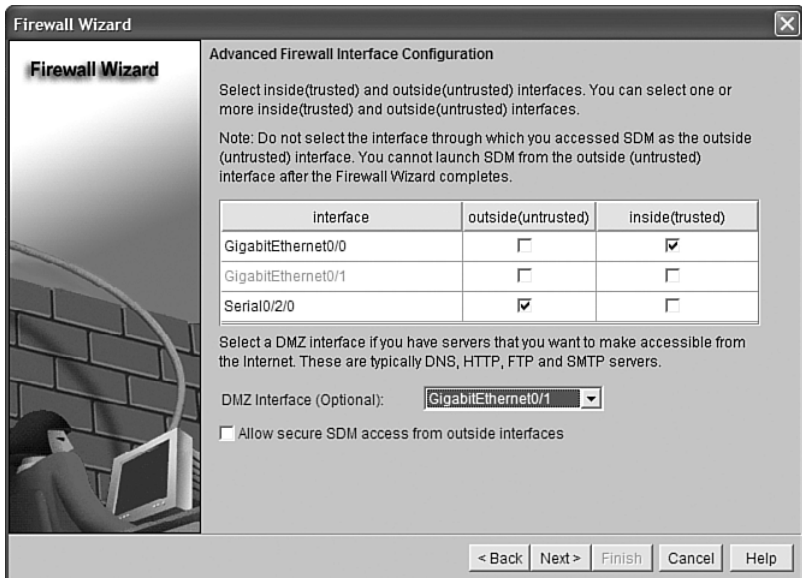 Firewall Wizard
Firewall Wizard
Advanced Firewall Interface Configuration
Select inside(trusted) and outside(untrusted) interfaces. You can select one or
more inside(trusted) and outside(untrusted) interfaces.
Note: Do not select the interface through which you accessed SDM as the outside
(untrusted) interface. You cannot launch SDM from the outside (untrusted)
interface after the Firewall Wizard completes.
interface outside(untrusted) inside(trusted)
GigabitEthernet0/0
GigabitEthernet0/1
Serial0/2/0
Select a DMZ interface if you have servers that you want to make accessible from
the Internet. These are typically DNS, HTTP, FTP and SMTP servers.
DMZ Interface (Optional): GigabitEthernet0/1
Allow secure SDM access from outside interfaces
< Back Next > Finish Cancel Help